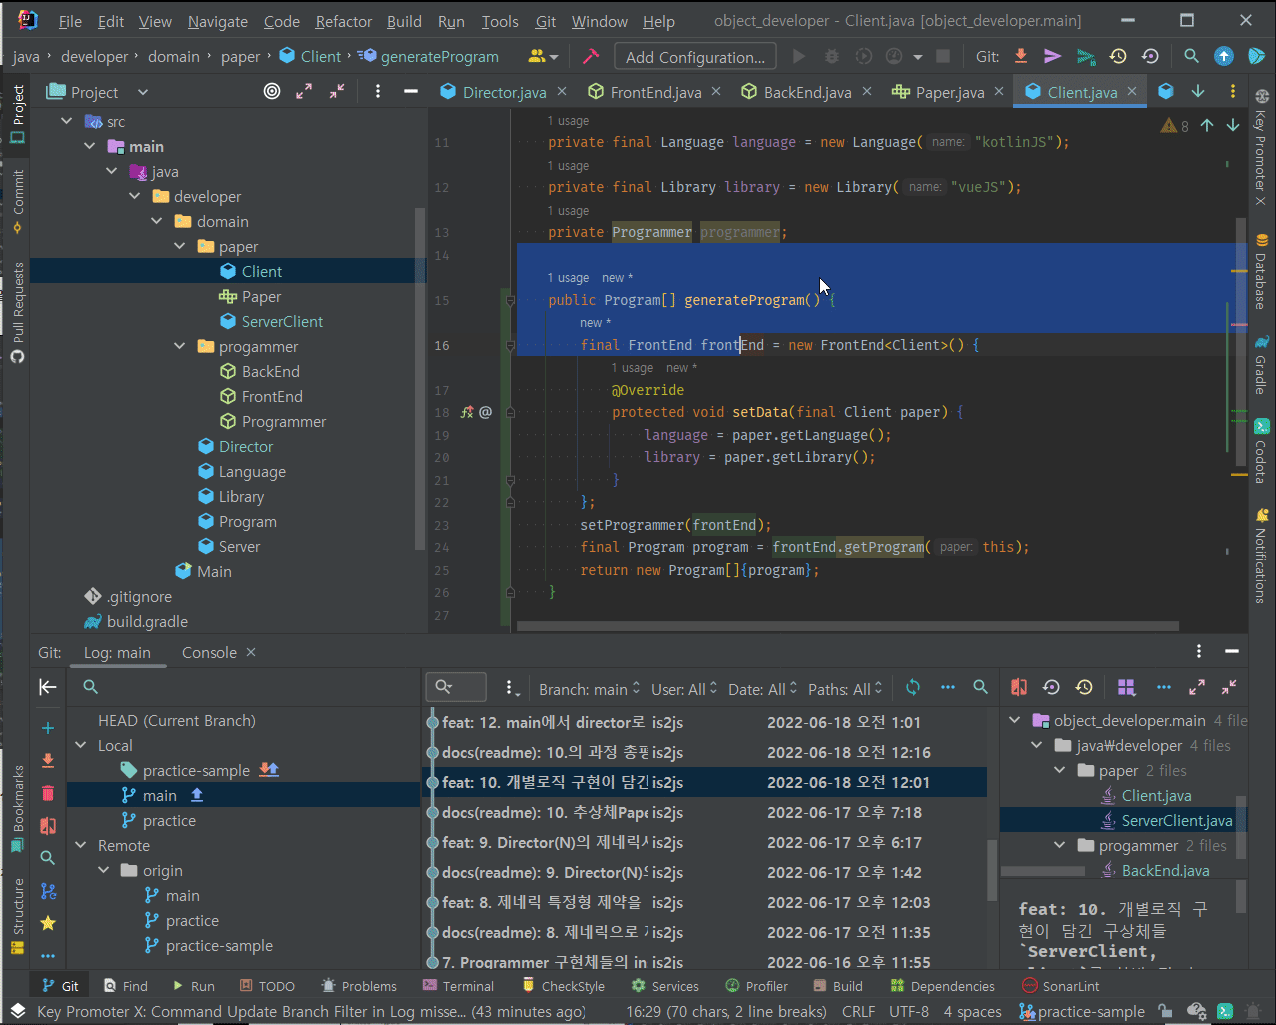 File Edit View Navigate Code Refactor Build Run Tools Git Window Help object_developer - Client.java [object_developer.main]
java developer domain paper Client generateProgram Add Configuration... Git:
Project Director.java FrontEnd.java BackEnd.java Paper.java Client.java
Project
Commit
Pull Requests
Bookmarks
Structure
src
main
java
developer
domain
paper
Client
Paper
ServerClient
progammer
BackEnd
FrontEnd
Programmer
Director
Language
Library
Program
Server
Main
.gitignore
build.gradle
8
1 usage
11 private final Language language = new Language( name: "kotlinJS");
1 usage
12 private final Library library = new Library( name: "vueJS");
1 usage
13 private Programmer programmer;
14
1 usage new *
15 public Program[] generateProgram() {
new *
16 final FrontEnd frontEnd = new FrontEnd<Client>() {
1 usage new *
17 @Override
18 protected void setData(final Client paper) {
19 language = paper.getLanguage();
20 library = paper.getLibrary();
21 }
22 };
23 setProgrammer(frontEnd);
24 final Program program = frontEnd.getProgram( paper: this);
25 return new Program[]{program};
26 }
27
Key Promoter X
Database
Gradle
Codota
Notifications
Git: Log: main Console
HEAD (Current Branch)
Local
practice-sample
main
practice
Remote
origin
main
practice
practice-sample
Branch: main User: All Date: All Paths: All
feat: 12. main에서 director로 is2js 2022-06-18 오전 1:01
docs(readme): 10.의 과정 총정 is2js 2022-06-18 오전 12:16
feat: 10. 개별로직 구현이 담긴 is2js 2022-06-18 오전 12:01
docs(readme): 10. 추상체Pape is2js 2022-06-17 오후 7:18
feat: 9. Director(N)의 제네릭 is2js 2022-06-17 오후 6:17
docs(readme): 9. Director(N) is2js 2022-06-17 오후 1:42
feat: 8. 제네릭 특정형 제약을 is2js 2022-06-17 오후 12:03
docs(readme): 8. 제네릭으로 is2js 2022-06-17 오전 11:35
7. Programmer 구현체들의 in is2js 2022-06-16 오후 11:55
object_developer.main 4 file
java₩developer 4 files
paper 2 files
Client.java
ServerClient.java
progammer 2 files
BackEnd.java
feat: 10. 개별로직 구
현이 담긴 구상체들
`ServerClient,
Git Find Run TODO Problems Terminal CheckStyle Services Profiler Build Dependencies SonarLint
Key Promoter X: Command Update Branch Filter in Log misse... (43 minutes ago) 16:29 (70 chars, 2 line breaks) CRLF UTF-8 4 spaces practice-sample